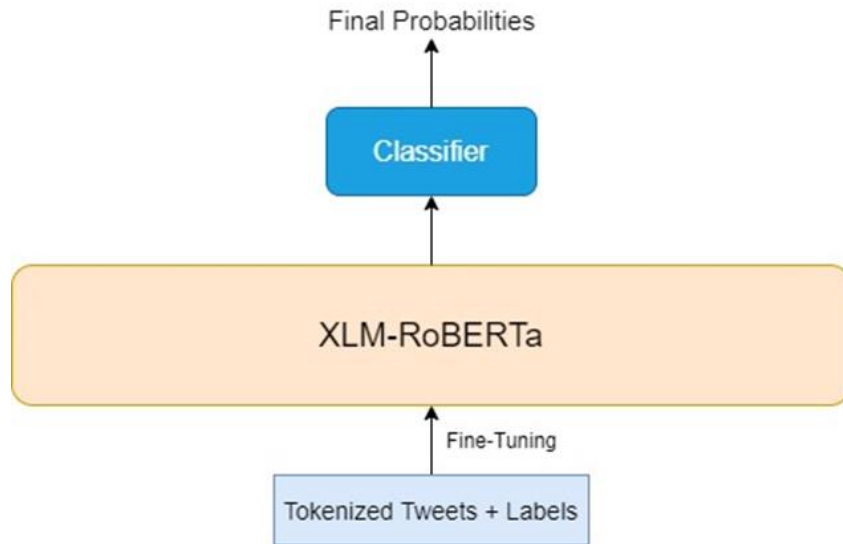 Final Probabilities
Classifier
XLM-RoBERTa
Fine-Tuning
Tokenized Tweets + Labels